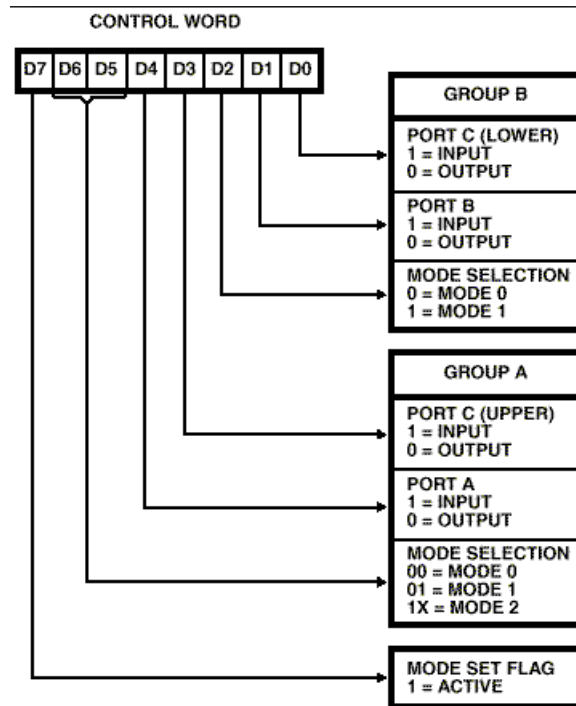 CONTROL WORD
D7 D6 D5 D4 D3 D2 D1 D0
GROUP B
PORT C (LOWER)
1 = INPUT
0 = OUTPUT
PORT B
1 = INPUT
0 = OUTPUT
MODE SELECTION
0 = MODE 0
1 = MODE 1
GROUP A
PORT C (UPPER)
1 = INPUT
0 = OUTPUT
PORT A
1 = INPUT
0 = OUTPUT
MODE SELECTION
00 = MODE 0
01 = MODE 1
1X = MODE 2
MODE SET FLAG
1 = ACTIVE